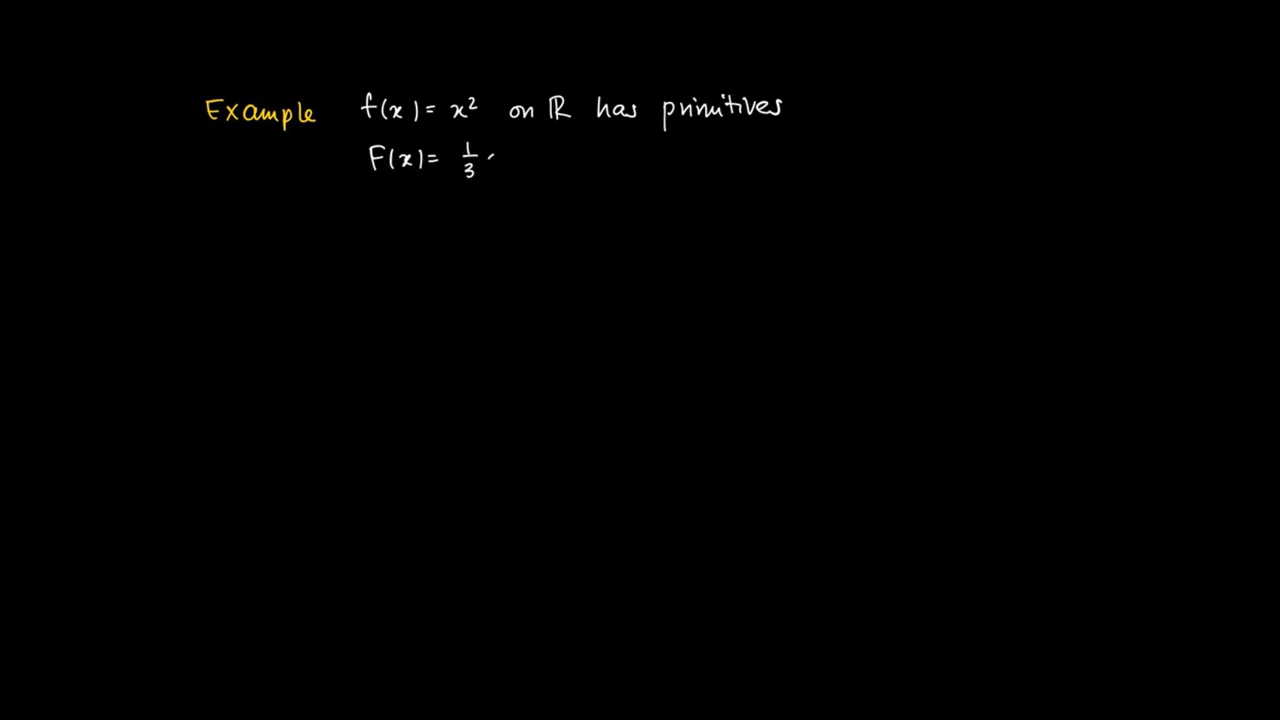 Example f(x) = x² on ℝ has primitives
F(x) = 1/3